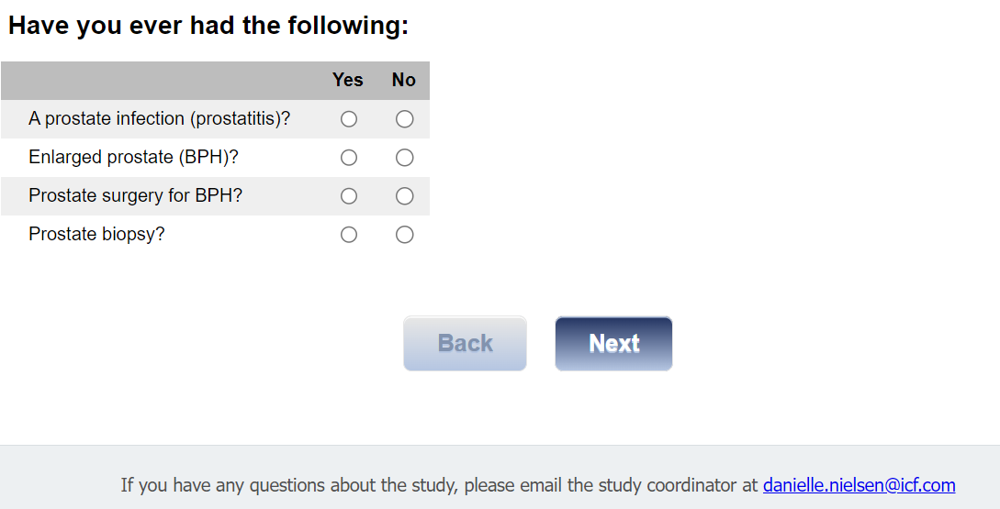 Have you ever had the following:
Yes No
A prostate infection (prostatitis)?
Enlarged prostate (BPH)?
Prostate surgery for BPH?
Prostate biopsy?
Back Next
If you have any questions about the study, please email the study coordinator at danielle.nielsen@icf.com